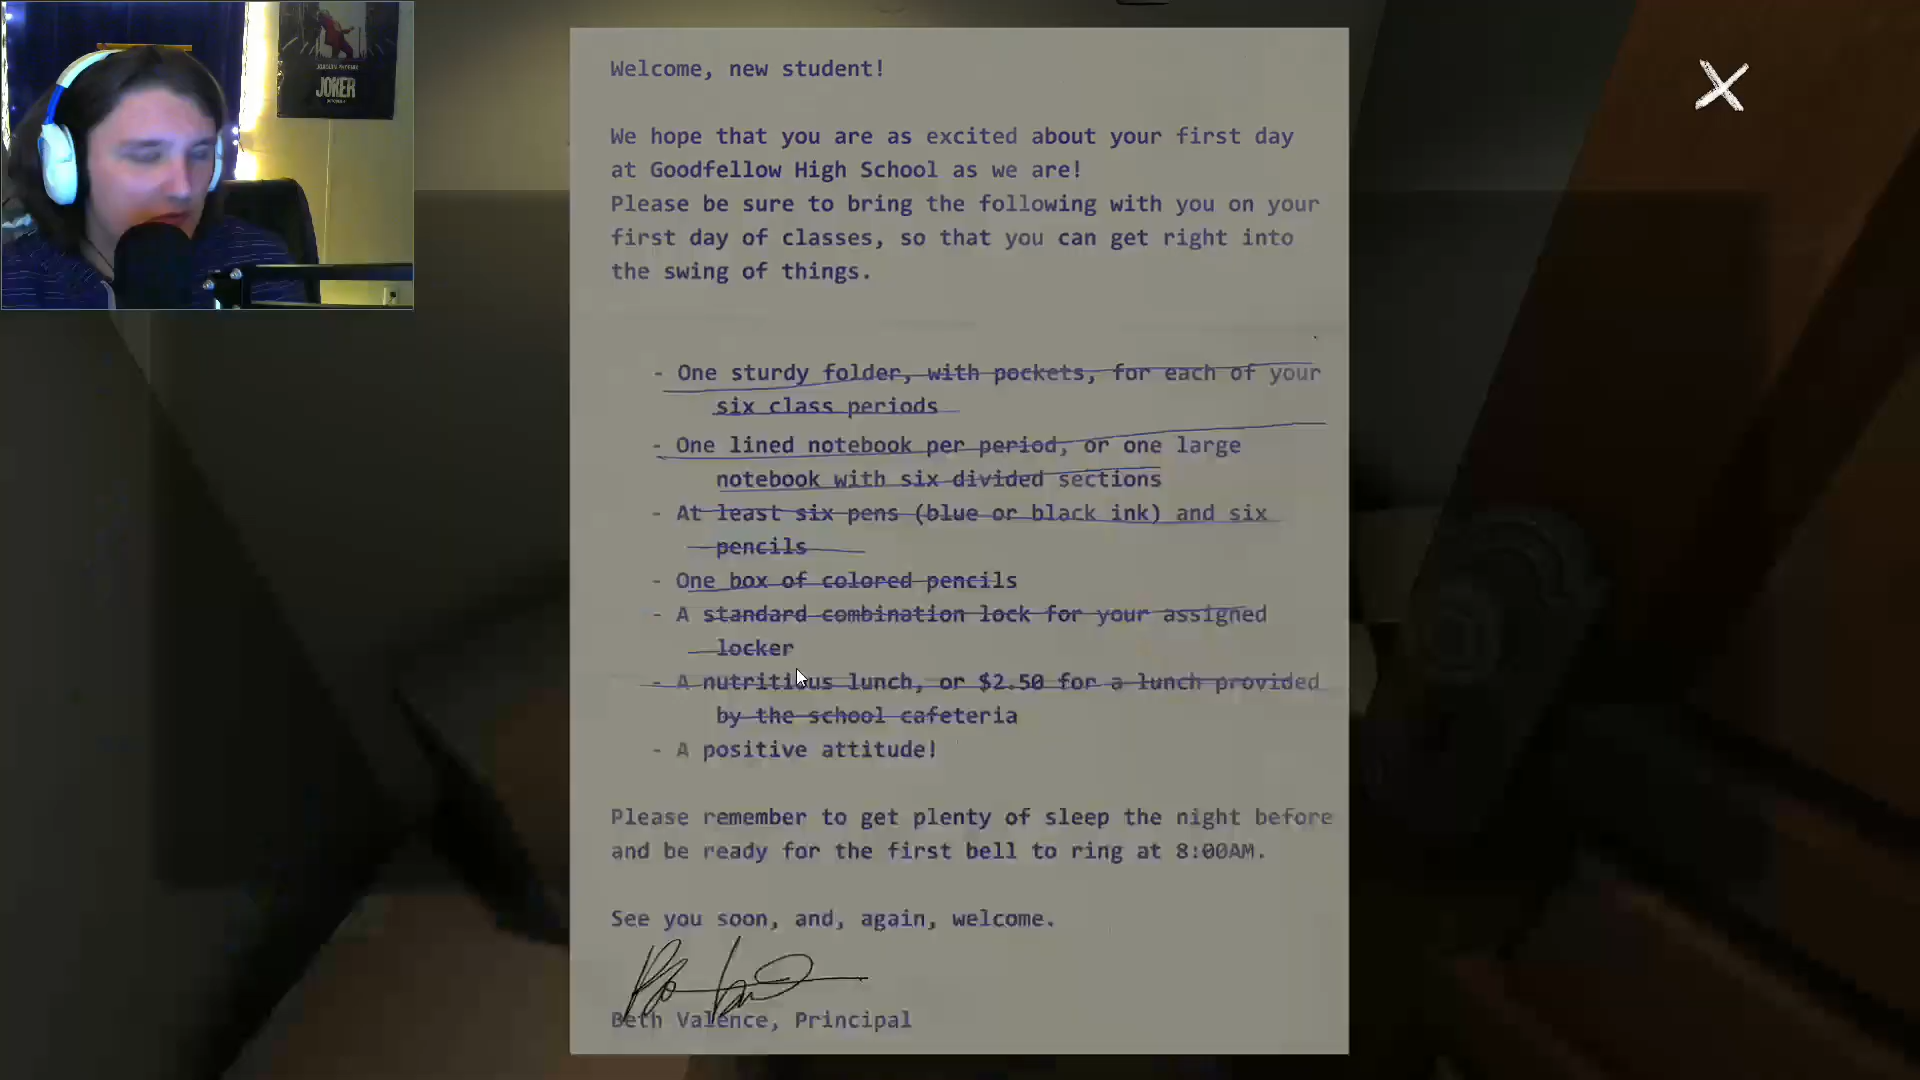 JOAQUIN PHOENIX
JOKER
Welcome, new student!
We hope that you are as excited about your first day
at Goodfellow High School as we are!
Please be sure to bring the following with you on your
first day of classes, so that you can get right into
the swing of things.
- One sturdy folder, with pockets, for each of your
six class periods
- One lined notebook per period, or one large
notebook with six divided sections
- At least six pens (blue or black ink) and six
pencils
- One box of colored pencils
- A standard combination lock for your assigned
locker
- A nutritious lunch, or $2.50 for a lunch provided
by the school cafeteria
- A positive attitude!
Please remember to get plenty of sleep the night before
and be ready for the first bell to ring at 8:00AM.
See you soon, and, again, welcome.
Beth Valence, Principal